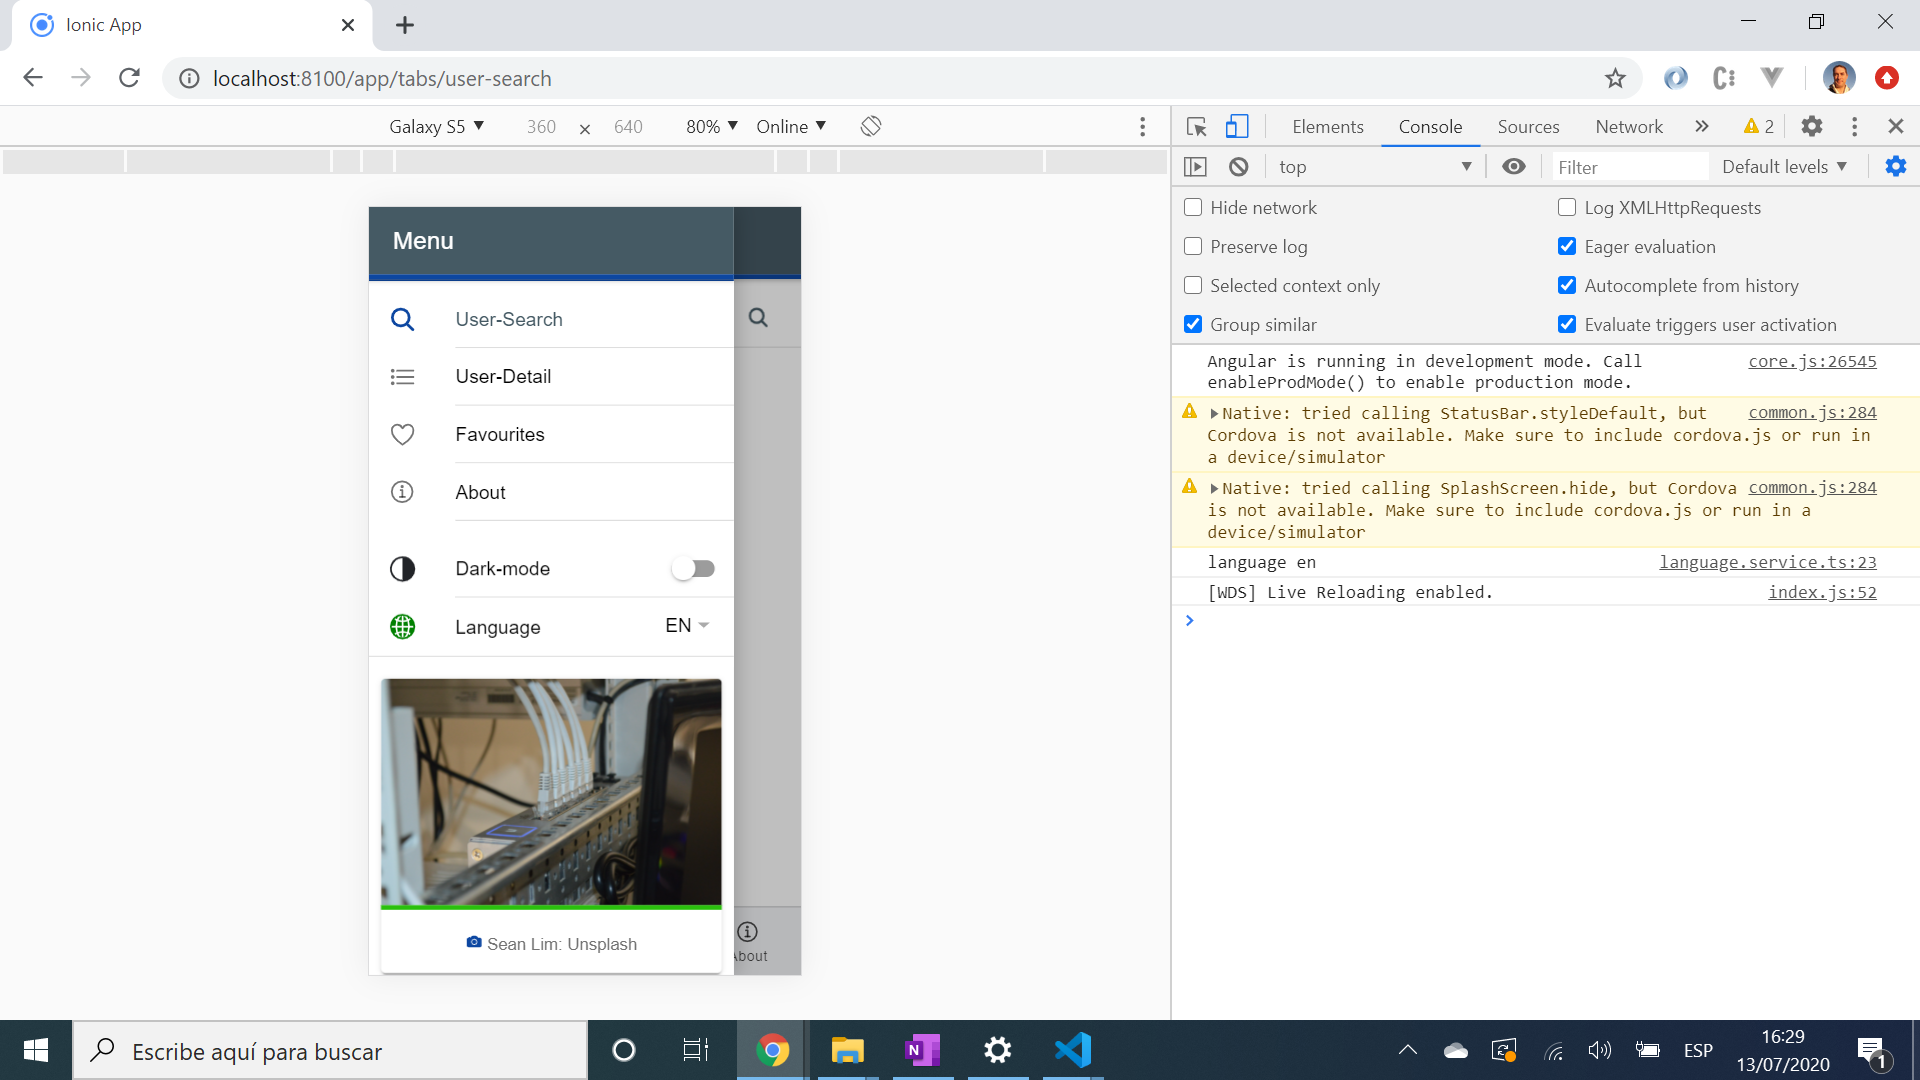 Ionic App
localhost:8100/app/tabs/user-search
Galaxy S5 360 × 640 80% Online
Elements Console Sources Network 2
top Filter Default levels
Hide network Log XMLHttpRequests
Preserve log Eager evaluation
Selected context only Autocomplete from history
Group similar Evaluate triggers user activation
Angular is running in development mode. Call core.js:26545
enableProdMode() to enable production mode.
Native: tried calling StatusBar.styleDefault, but common.js:284
Cordova is not available. Make sure to include cordova.js or run in
a device/simulator
Native: tried calling SplashScreen.hide, but Cordova common.js:284
is not available. Make sure to include cordova.js or run in a
device/simulator
language en language.service.ts:23
[WDS] Live Reloading enabled. index.js:52
Menu
User-Search
User-Detail
Favourites
About
Dark-mode
Language EN
Sean Lim: Unsplash
About
Escribe aquí para buscar
N
ESP
16:29
13/07/2020
1